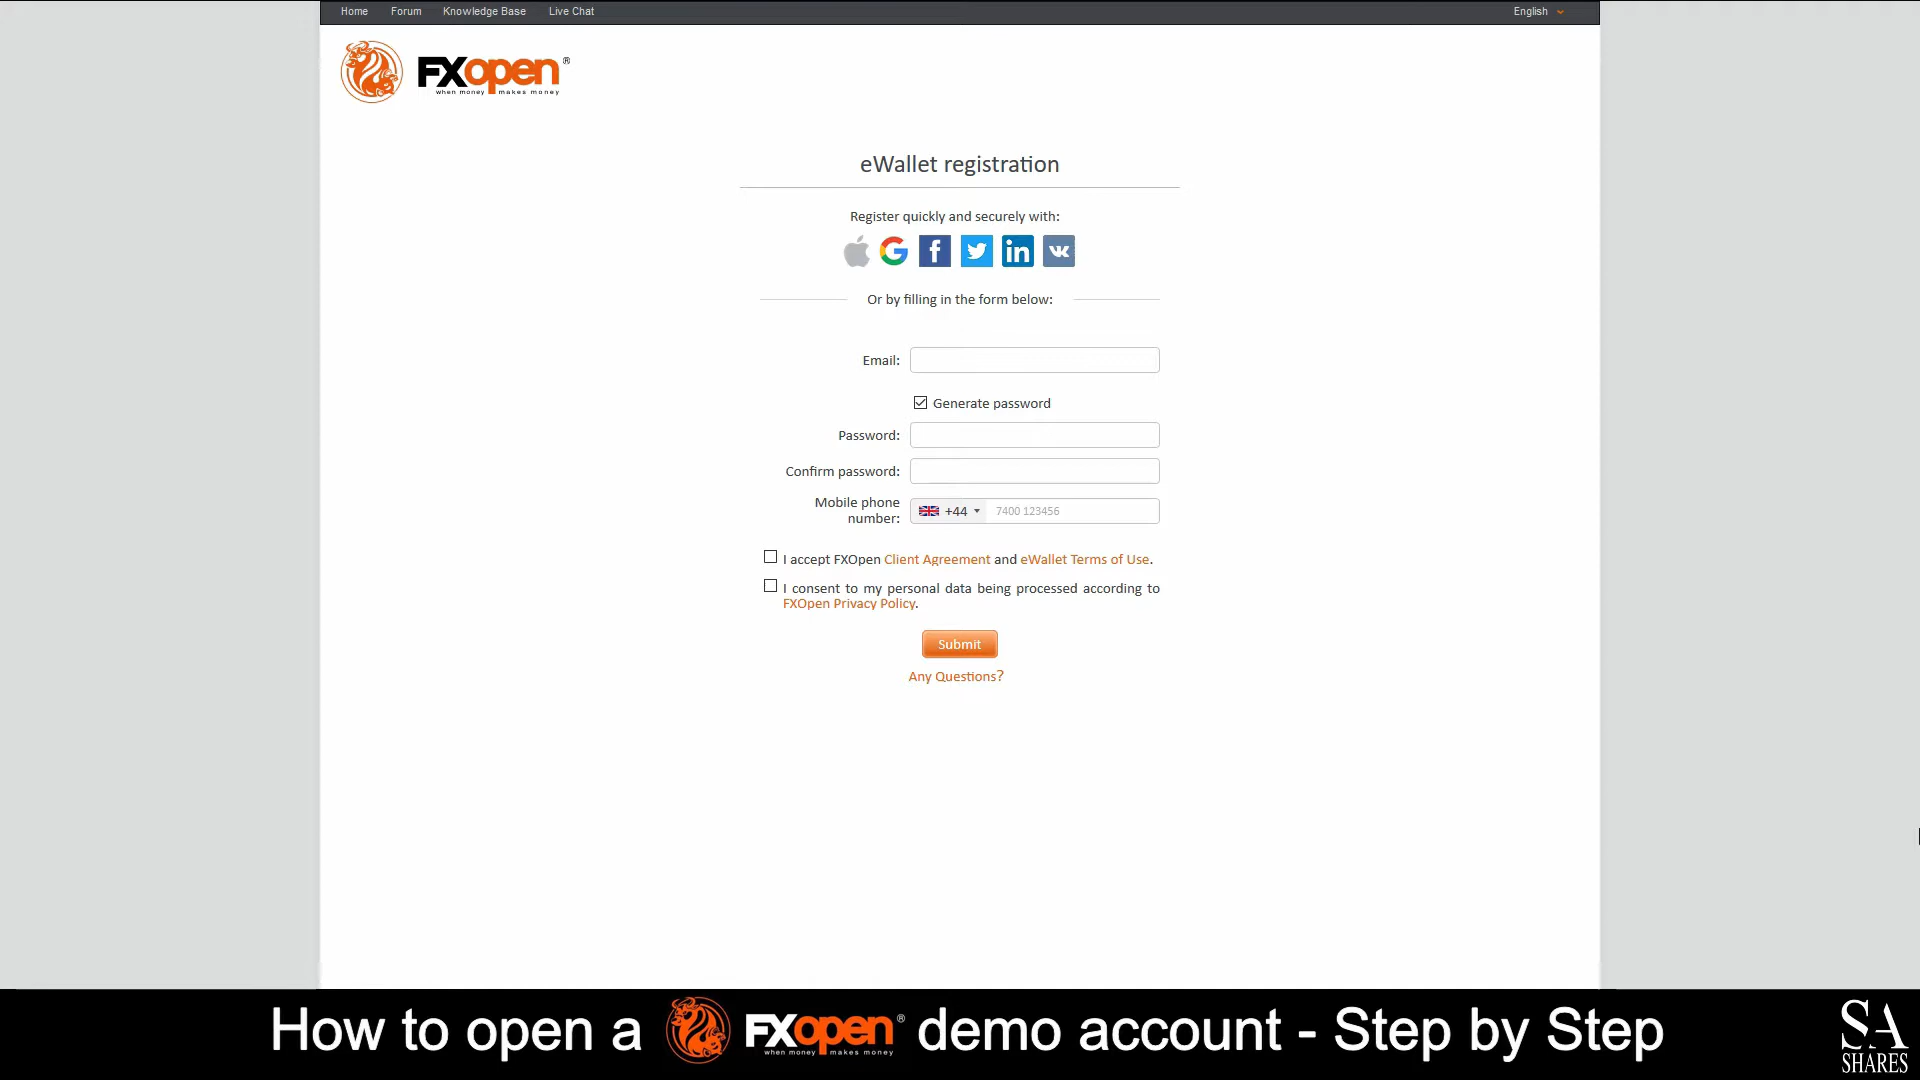 Home Forum Knowledge Base Live Chat English
FXopen®
when money makes money
eWallet registration
Register quickly and securely with:
Or by filling in the form below:
Email:
Generate password
Password:
Confirm password:
Mobile phone
number: +44 7400 123456
I accept FXOpen Client Agreement and eWallet Terms of Use.
I consent to my personal data being processed according to
FXOpen Privacy Policy.
Submit
Any Questions?
How to open a FXopen® demo account - Step by Step
when money makes money
SA
SHARES